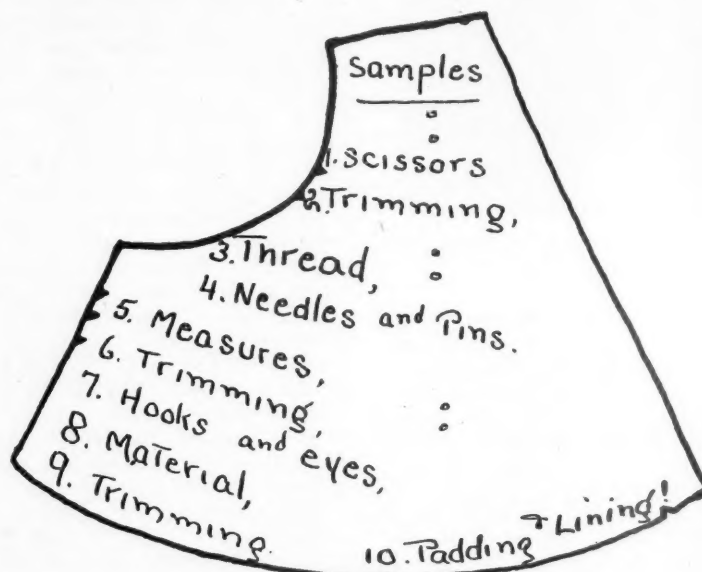 Samples
1. Scissors
2. Trimming,
3. Thread,
4. Needles and Pins.
5. Measures,
6. Trimming,
7. Hooks and eyes,
8. Material,
9. Trimming.
10. Padding & Lining!